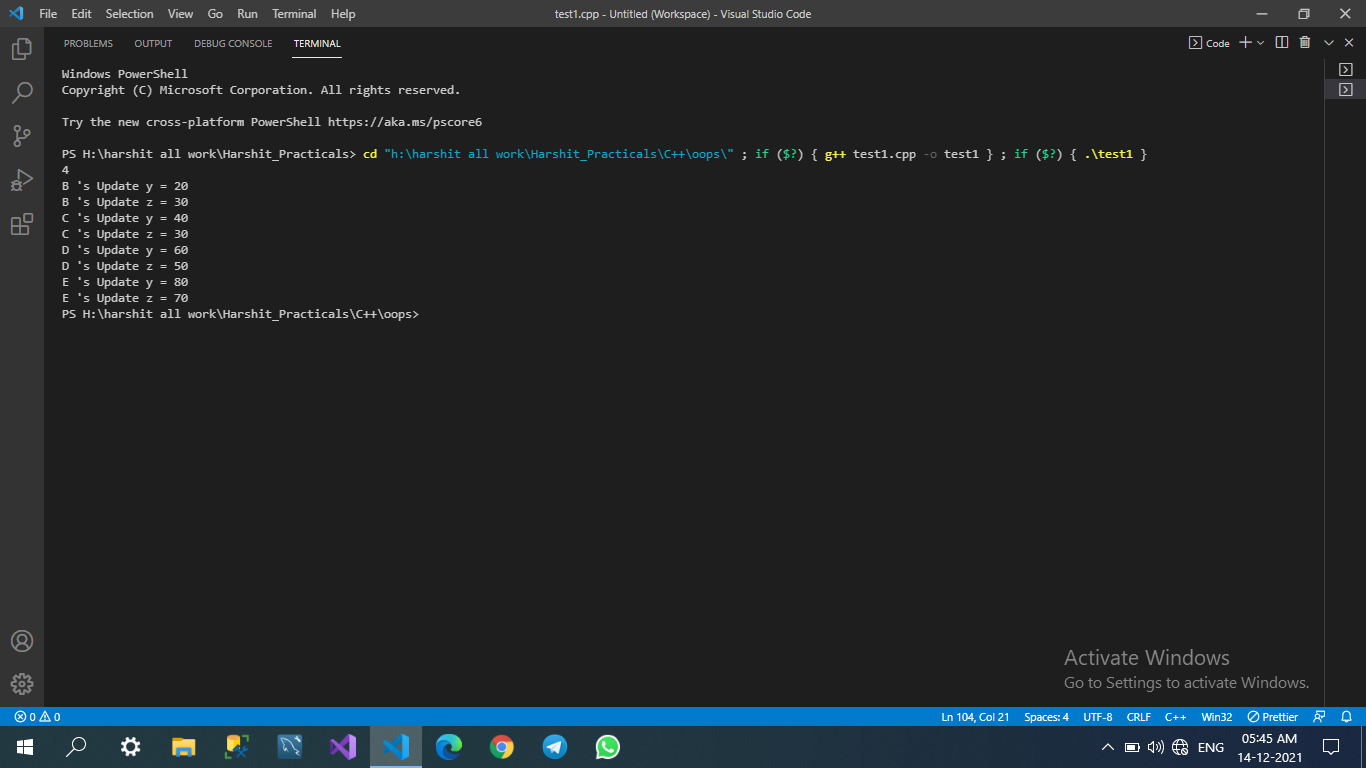 File Edit Selection View Go Run Terminal Help
test1.cpp - Untitled (Workspace) - Visual Studio Code
PROBLEMS OUTPUT DEBUG CONSOLE TERMINAL
Code
Windows PowerShell
Copyright (C) Microsoft Corporation. All rights reserved.
Try the new cross-platform PowerShell https://aka.ms/pscore6
PS H:\harshit all work\Harshit_Practicals> cd "h:\harshit all work\Harshit_Practicals\C++\oops\" ; if ($?) { g++ test1.cpp -o test1 } ; if ($?) { .\test1 }
4
B 's Update y = 20
B 's Update z = 30
C 's Update y = 40
C 's Update z = 30
D 's Update y = 60
D 's Update z = 50
E 's Update y = 80
E 's Update z = 70
PS H:\harshit all work\Harshit_Practicals\C++\oops>
Activate Windows
Go to Settings to activate Windows.
0 0 Ln 104, Col 21 Spaces: 4 UTF-8 CRLF C++ Win32 Prettier
ENG
05:45 AM
14-12-2021